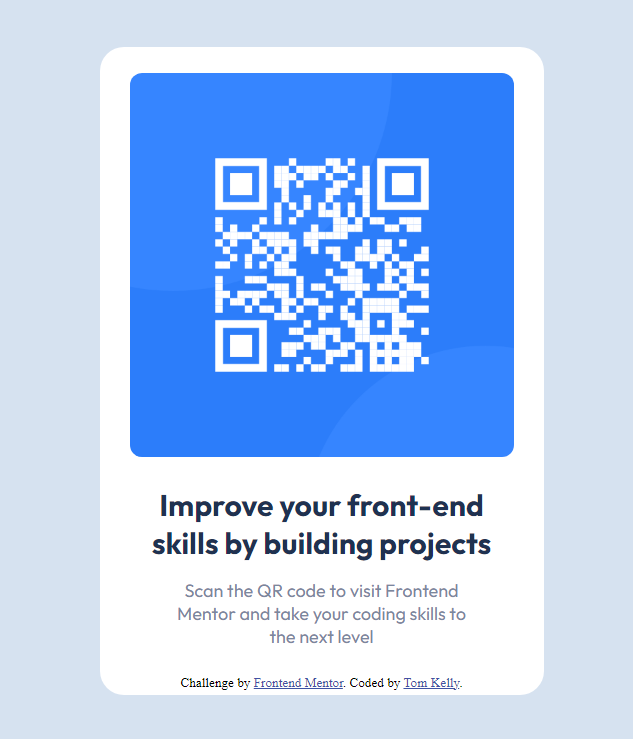 Improve your front-end
skills by building projects
Scan the QR code to visit Frontend
Mentor and take your coding skills to
the next level
Challenge by Frontend Mentor. Coded by Tom Kelly.